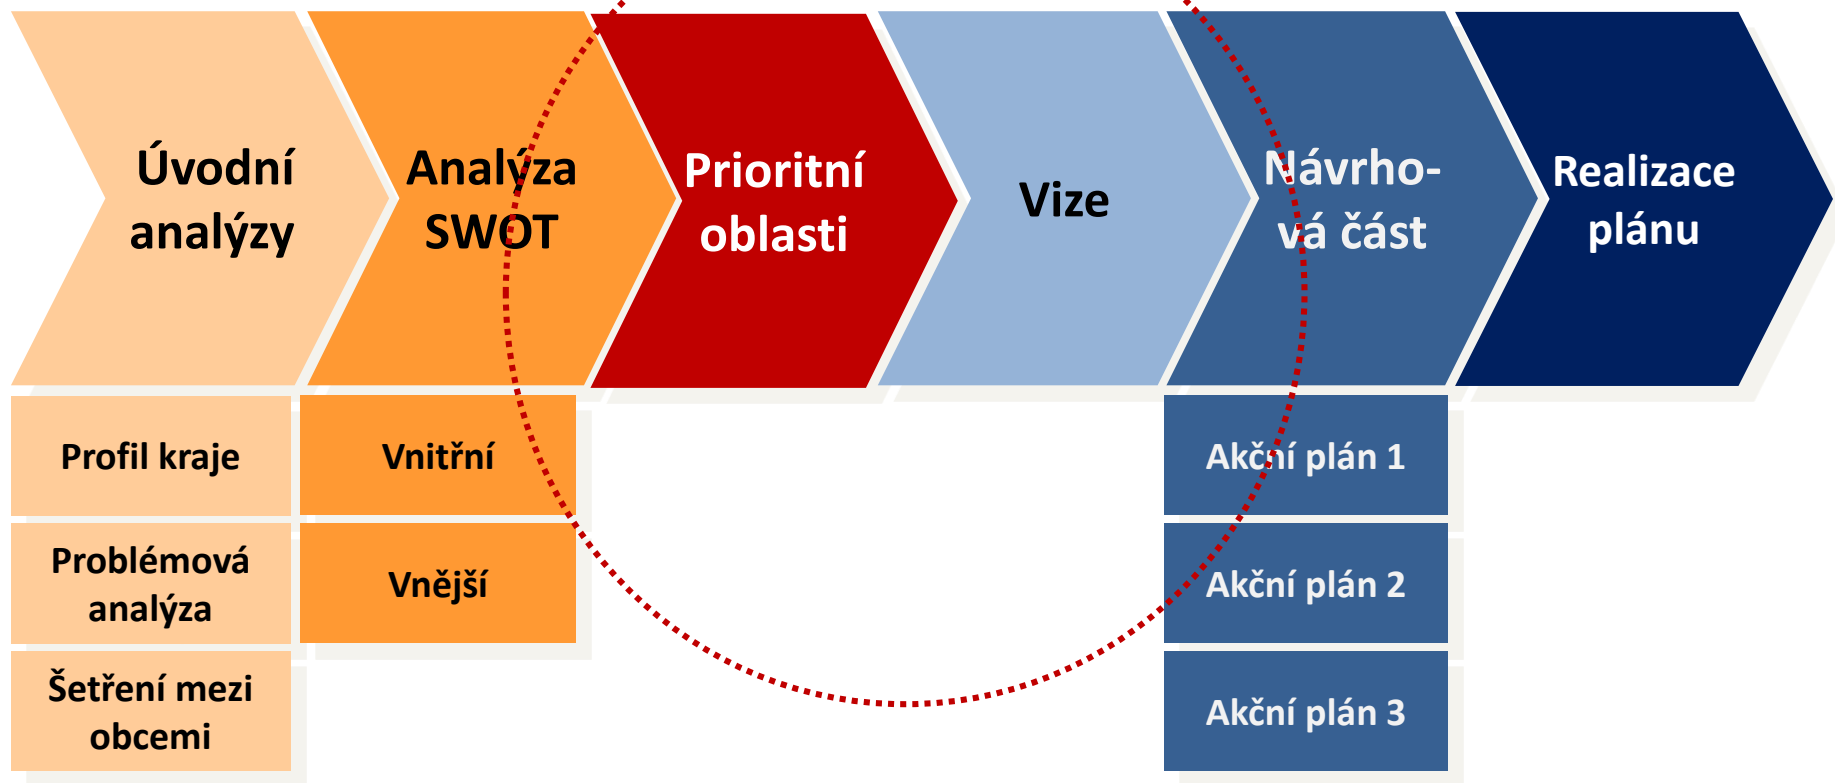 Úvodní
analýzy
Analýza
SWOT
Prioritní
oblasti
Vize
Návrho-
vá část
Realizace
plánu
Profil kraje
Problémová
analýza
Šetření mezi
obcemi
Vnitřní
Vnější
Akční plán 1
Akční plán 2
Akční plán 3